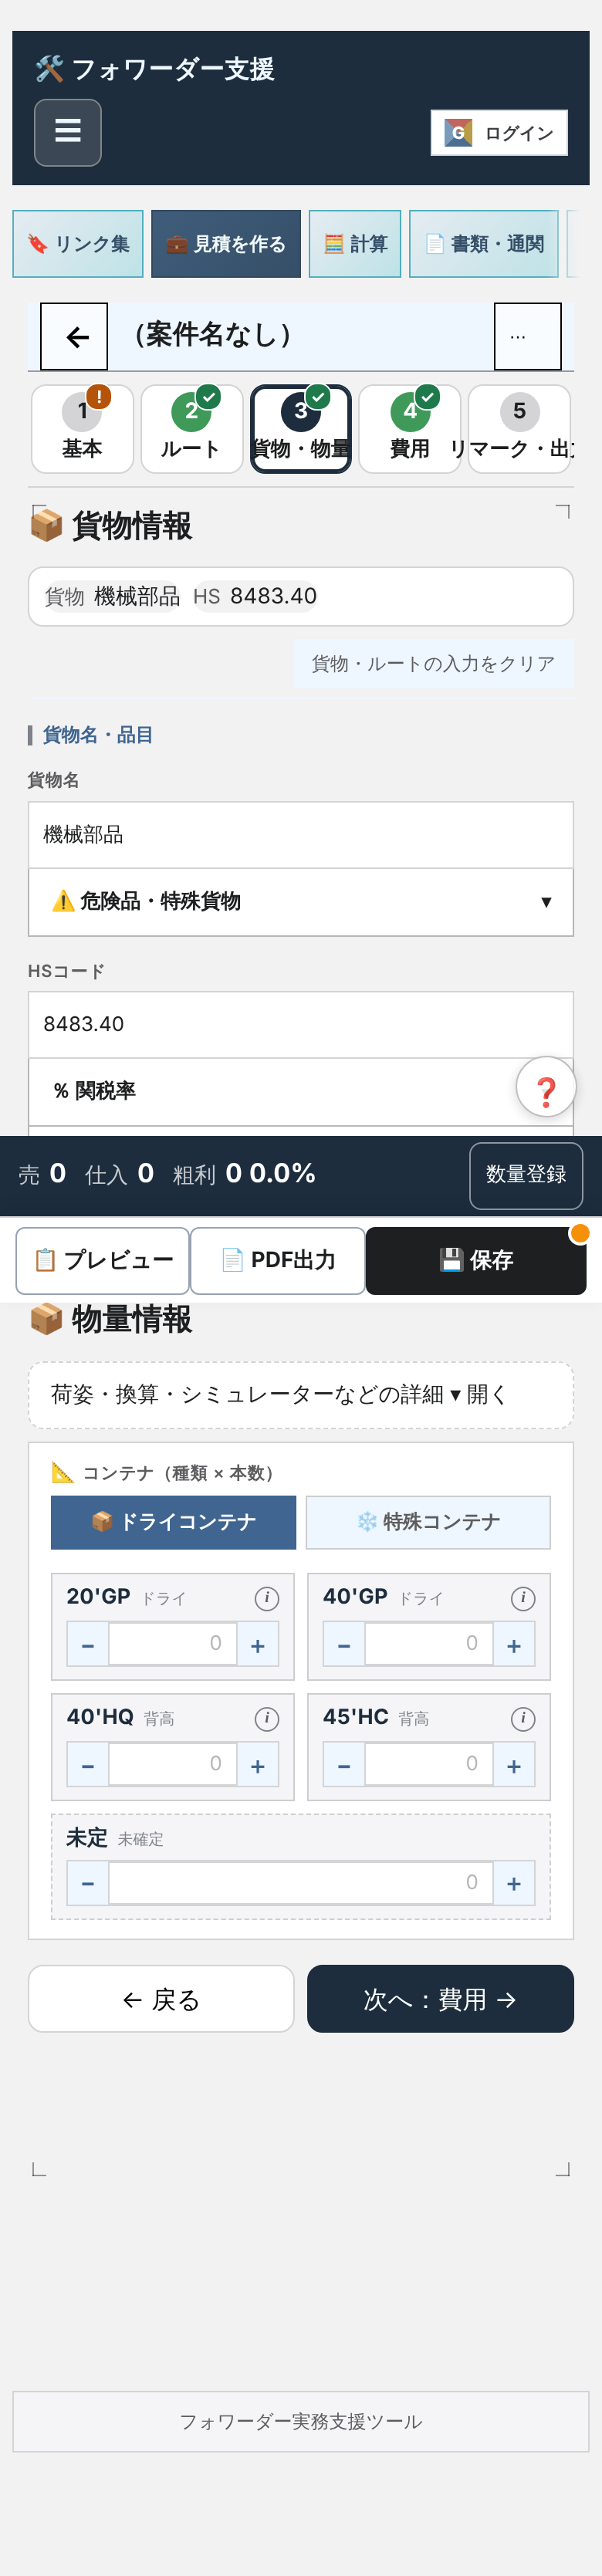 🛠️ フォワーダー支援
☰
G ログイン
🔖 リンク集
💼 見積を作る
🧮 計算
📄 書類・通関
← （案件名なし） …
1 ! 基本
2 ✓ ルート
3 ✓ 貨物・物量
4 ✓ 費用
5 リマーク・出
📦 貨物情報
貨物 機械部品 HS 8483.40
貨物・ルートの入力をクリア
貨物名・品目
貨物名
機械部品
⚠️ 危険品・特殊貨物 ▼
HSコード
8483.40
% 関税率
❓
売 0 仕入 0 粗利 0 0.0% 数量登録
📋 プレビュー 📄 PDF出力 💾 保存
📦 物量情報
荷姿・換算・シミュレーターなどの詳細 ▾ 開く
📐 コンテナ（種類 × 本数）
📦 ドライコンテナ ❄️ 特殊コンテナ
20'GP ドライ i
− 0 +
40'GP ドライ i
− 0 +
40'HQ 背高 i
− 0 +
45'HC 背高 i
− 0 +
未定 未確定
− 0 +
← 戻る 次へ：費用 →
フォワーダー実務支援ツール